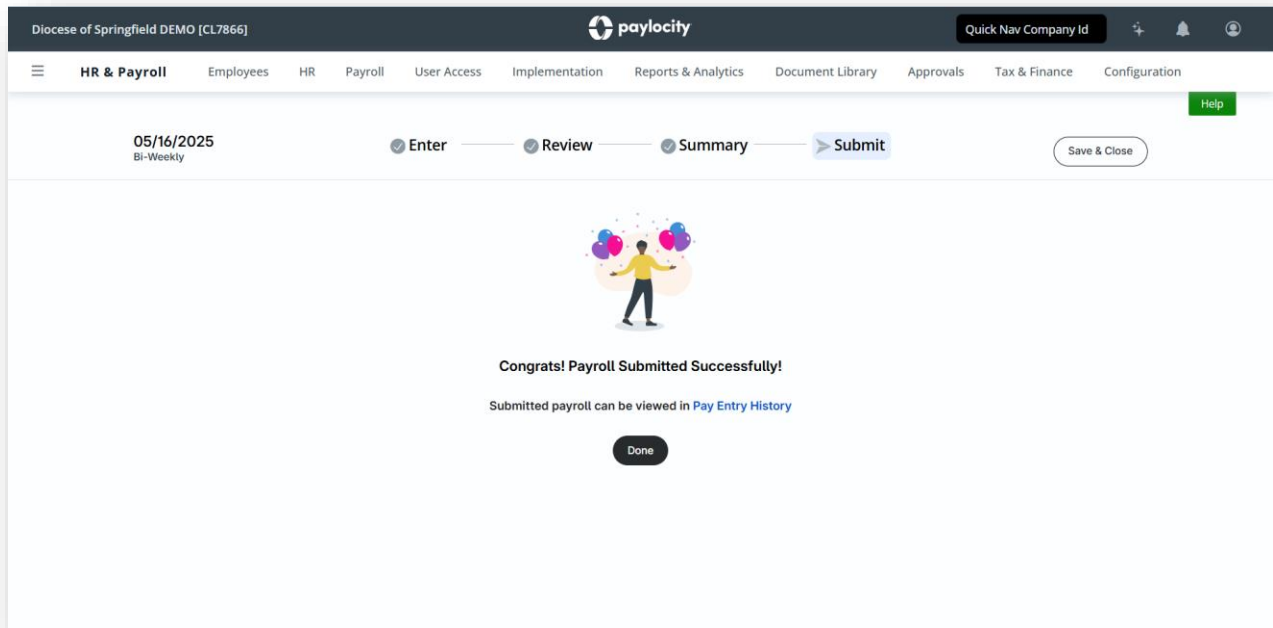 Diocese of Springfield DEMO [CL7866]
paylocity
Quick Nav Company Id
HR & Payroll Employees HR Payroll User Access Implementation Reports & Analytics Document Library Approvals Tax & Finance Configuration
Help
05/16/2025
Bi-Weekly
Enter Review Summary Submit
Save & Close
Congrats! Payroll Submitted Successfully!
Submitted payroll can be viewed in Pay Entry History
Done